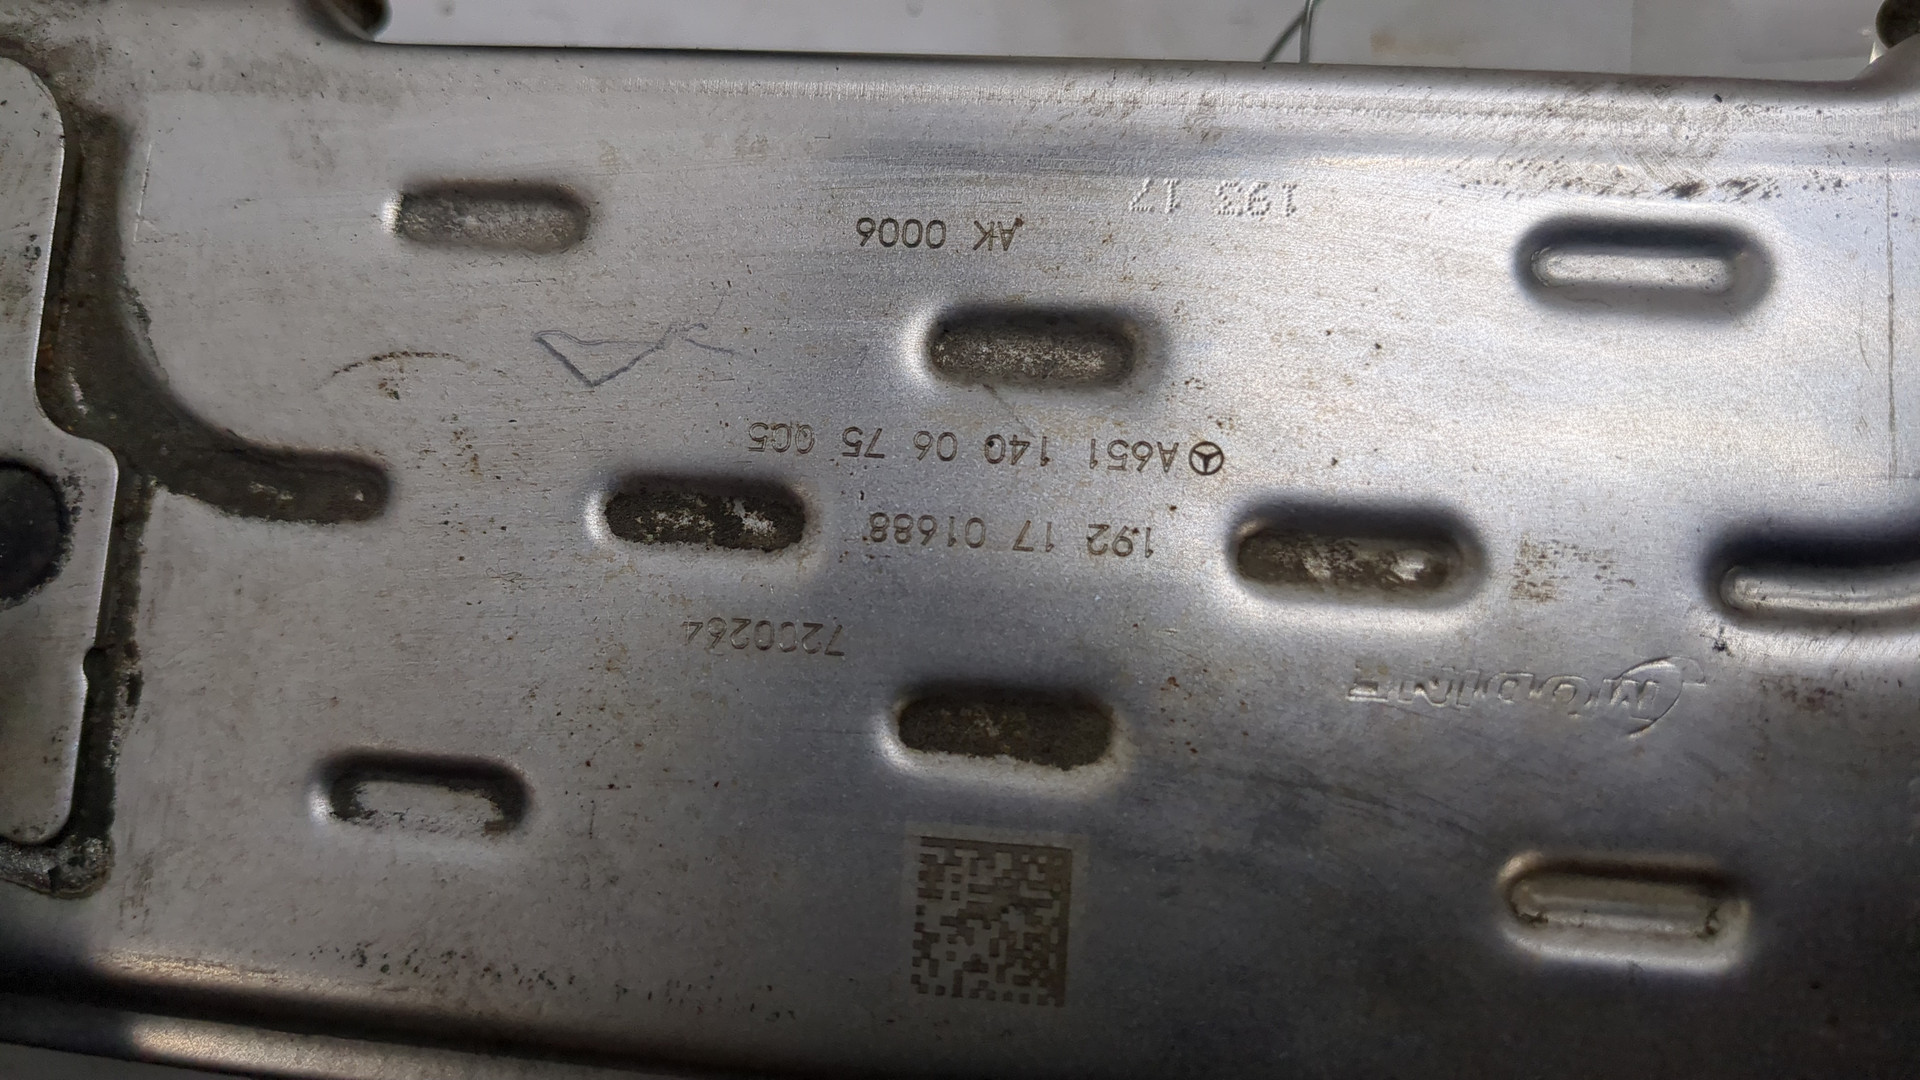 MODINE
7200264
192 17 01688
A651 140 06 75 005
AK 0006
193 17